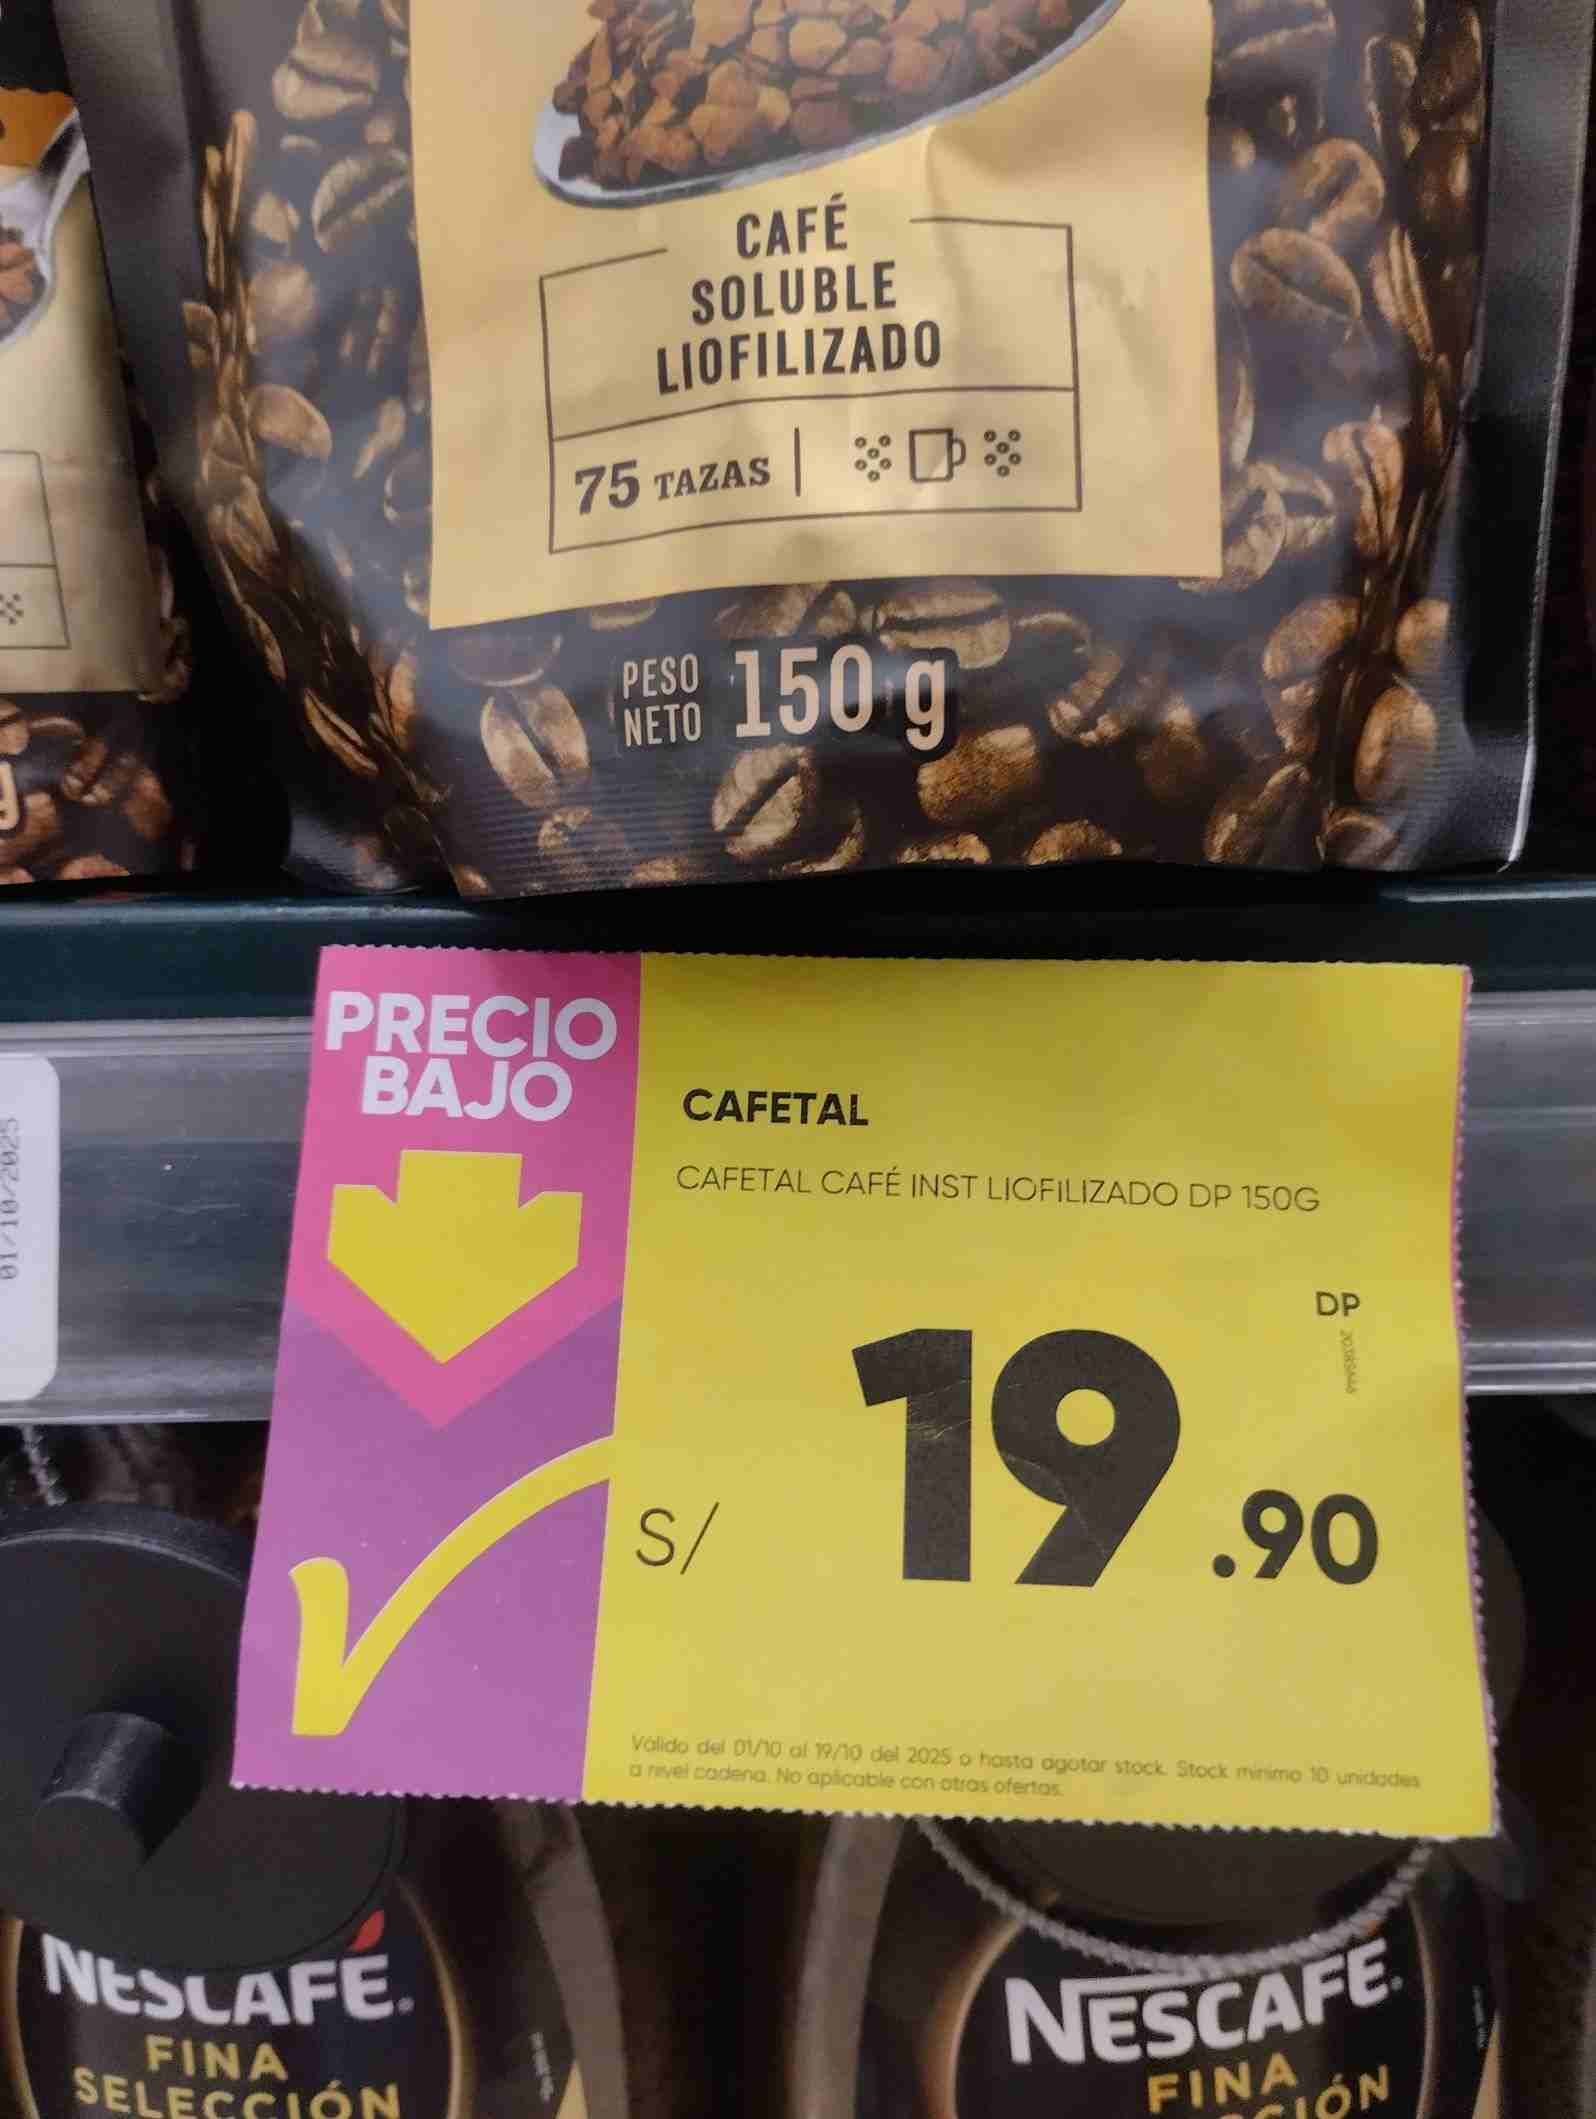 CAFÉ
SOLUBLE
LIOFILIZADO
75 TAZAS
PESO
NETO 150 g
g
PRECIO
BAJO
01/10/2025
CAFETAL
CAFETAL CAFÉ INST LIOFILIZADO DP 150G
DP
S/ 19.90
Válido del 01/10 al 19/10 del 2025 o hasta agotar stock. Stock mínimo 10 unidades
a nivel cadena. No aplicable con otras ofertas.
NESCAFÉ.
FINA
SELECCIÓN
NESCAFÉ.
FINA
CIÓN